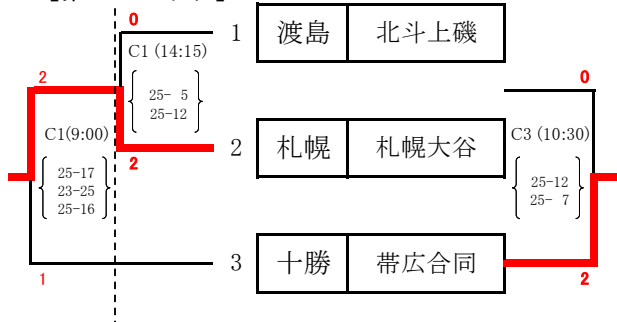 0
1 渡島 北斗上磯
C1 (14:15)
25- 5
25-12
2
0
C1(9:00)
25-17
23-25
25-16
2
2 札幌 札幌大谷
C3 (10:30)
25-12
25- 7
3 十勝 帯広合同
1
2